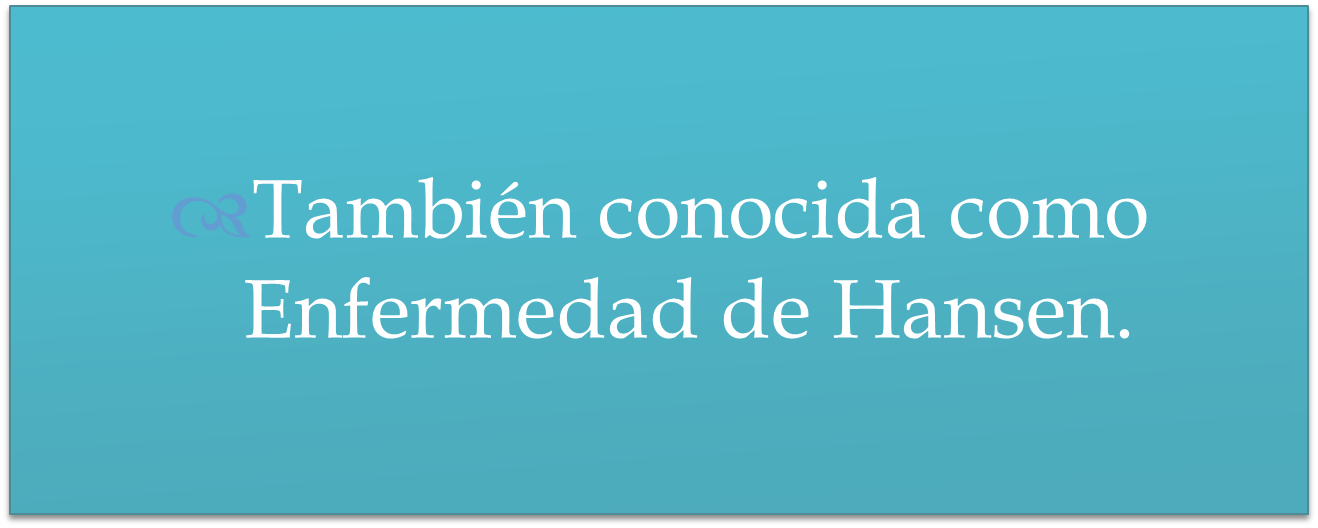 También conocida como
Enfermedad de Hansen.